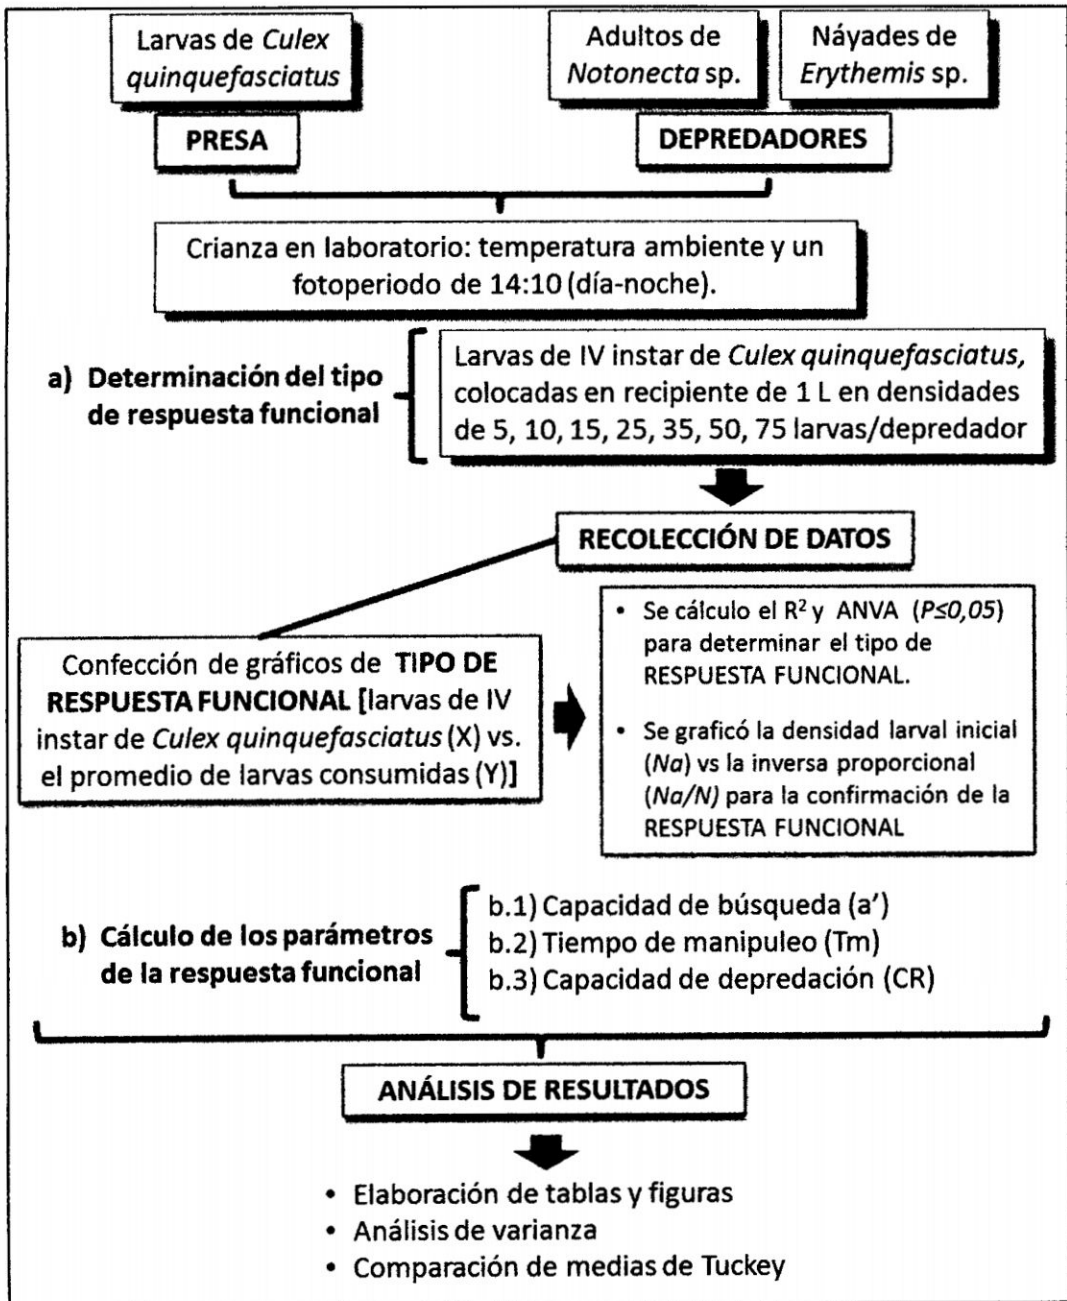 Larvas de Culex
quinquefasciatus
PRESA
Adultos de
Notonecta sp.
Náyades de
Erythemis sp.
DEPREDADORES
Crianza en laboratorio: temperatura ambiente y un
fotoperiodo de 14:10 (día-noche).
a) Determinación del tipo
de respuesta funcional
Larvas de IV instar de Culex quinquefasciatus,
colocadas en recipiente de 1 L en densidades
de 5, 10, 15, 25, 35, 50, 75 larvas/depredador
RECOLECCIÓN DE DATOS
Confección de gráficos de TIPO DE
RESPUESTA FUNCIONAL [larvas de IV
instar de Culex quinquefasciatus (X) vs.
el promedio de larvas consumidas (Y)]
• Se cálculo el R² y ANVA (P≤0,05)
para determinar el tipo de
RESPUESTA FUNCIONAL.
• Se graficó la densidad larval inicial
(Na) vs la inversa proporcional
(Na/N) para la confirmación de la
RESPUESTA FUNCIONAL
b) Cálculo de los parámetros
de la respuesta funcional
b.1) Capacidad de búsqueda (a’)
b.2) Tiempo de manipuleo (Tm)
b.3) Capacidad de depredación (CR)
ANÁLISIS DE RESULTADOS
• Elaboración de tablas y figuras
• Análisis de varianza
• Comparación de medias de Tuckey